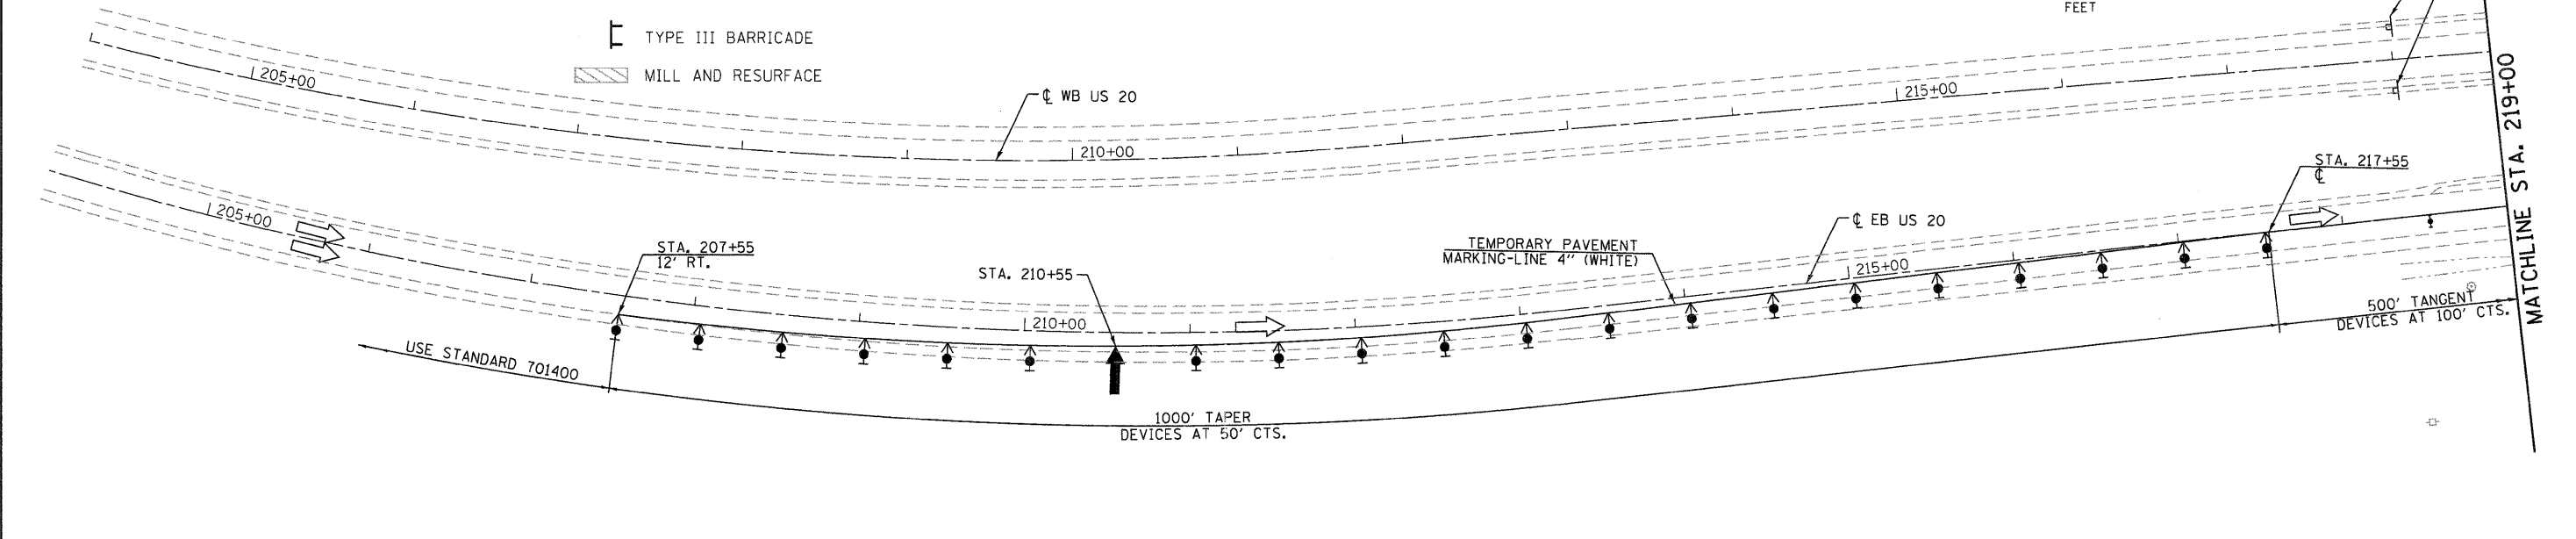 FEET
TYPE III BARRICADE
MILL AND RESURFACE
205+00
℄ WB US 20
210+00
215+00
MATCHLINE STA. 219+00
205+00
STA. 207+55
12' RT.
STA. 210+55
210+00
TEMPORARY PAVEMENT
MARKING-LINE 4" (WHITE)
℄ EB US 20
215+00
STA. 217+55
℄
USE STANDARD 701400
1000' TAPER
DEVICES AT 50' CTS.
500' TANGENT
DEVICES AT 100' CTS.